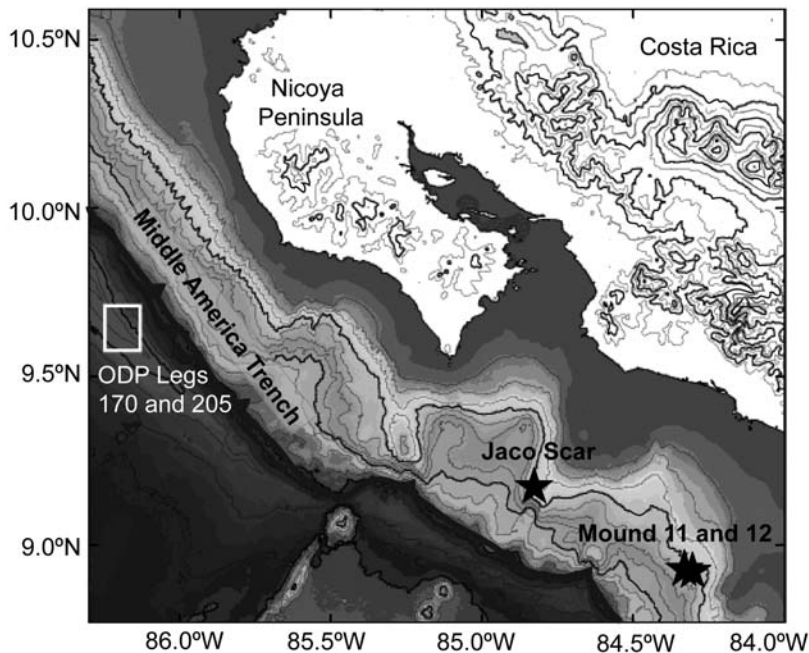 10.5ºN
Costa Rica
Nicoya
Peninsula
10.0ºN
Middle America Trench
9.5ºN
ODP Legs
170 and 205
Jaco Scar
9.0ºN
Mound 11 and 12
86.0ºW 85.5ºW 85.0ºW 84.5ºW 84.0ºW